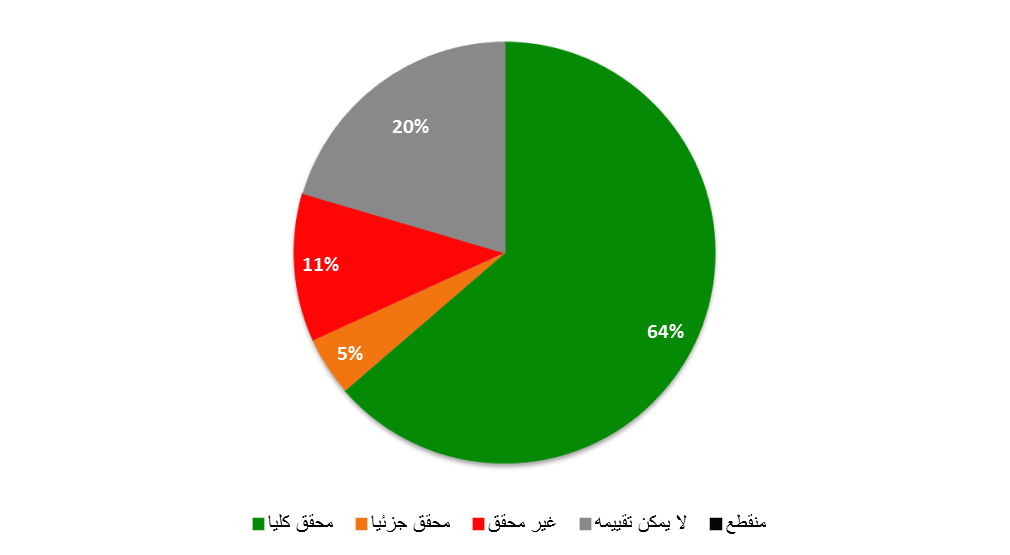 20%
11%
5%
64%
محقق كليا
محقق جزئيا
غير محقق
لا يمكن تقييمه
منقطع